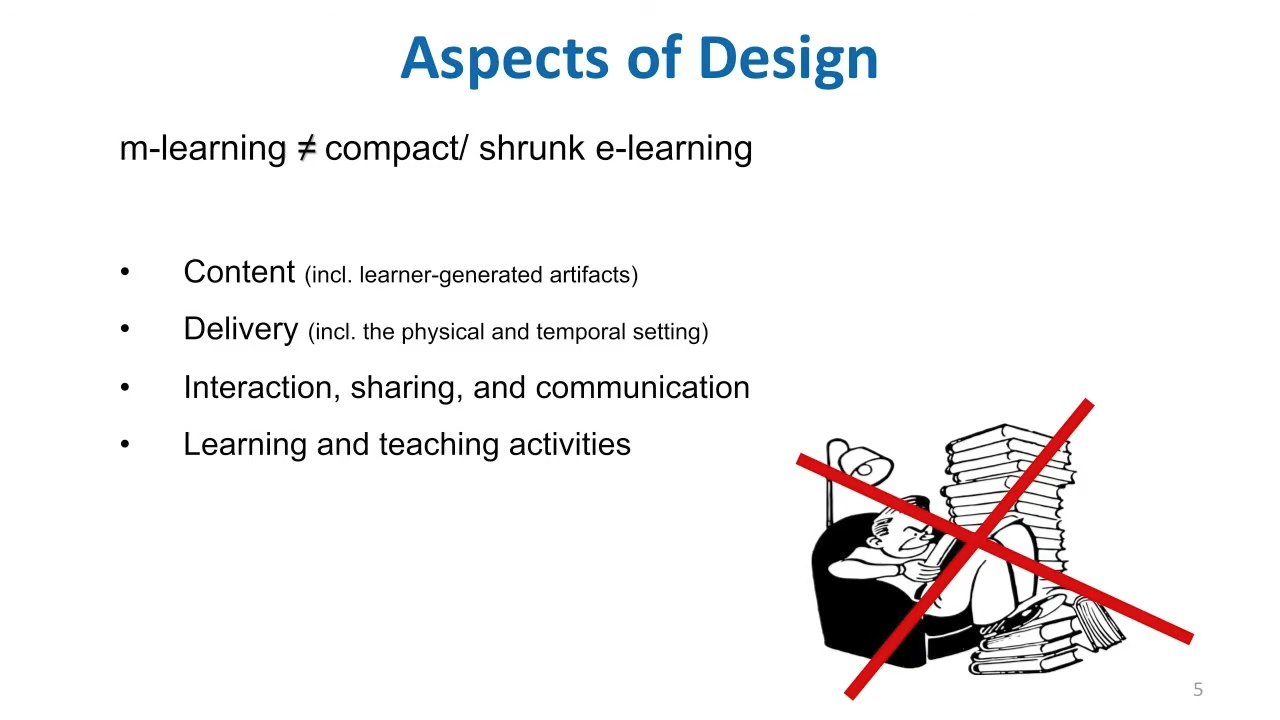 Aspects of Design
m-learning ≠ compact/ shrunk e-learning
• Content (incl. learner-generated artifacts)
• Delivery (incl. the physical and temporal setting)
• Interaction, sharing, and communication
• Learning and teaching activities
5